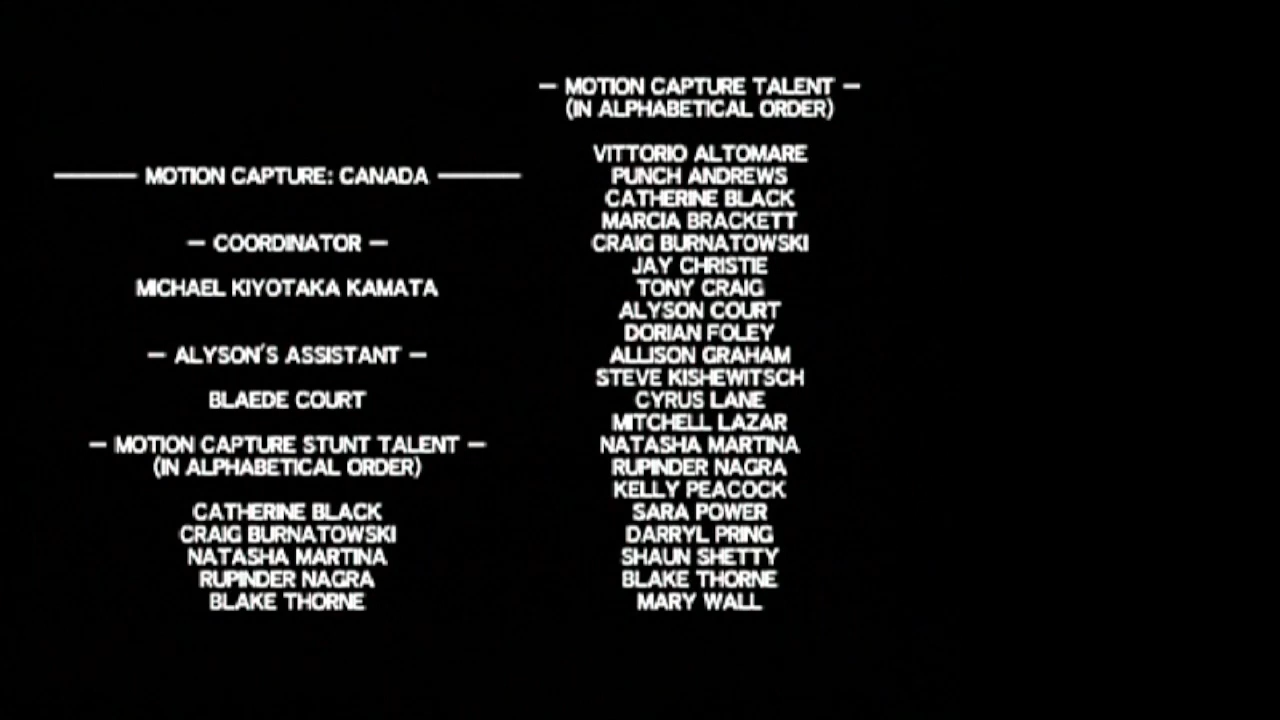 — MOTION CAPTURE: CANADA —
— COORDINATOR —
MICHAEL KIYOTAKA KAMATA
— ALYSON'S ASSISTANT —
BLAEDE COURT
— MOTION CAPTURE STUNT TALENT —
(IN ALPHABETICAL ORDER)
CATHERINE BLACK
CRAIG BURNATOWSKI
NATASHA MARTINA
RUPINDER NAGRA
BLAKE THORNE
— MOTION CAPTURE TALENT —
(IN ALPHABETICAL ORDER)
VITTORIO ALTOMARE
PUNCH ANDREWS
CATHERINE BLACK
MARCIA BRACKETT
CRAIG BURNATOWSKI
JAY CHRISTIE
TONY CRAIG
ALYSON COURT
DORIAN FOLEY
ALLISON GRAHAM
STEVE KISHEWITSCH
CYRUS LANE
MITCHELL LAZAR
NATASHA MARTINA
RUPINDER NAGRA
KELLY PEACOCK
SARA POWER
DARRYL PRING
SHAUN SHETTY
BLAKE THORNE
MARY WALL